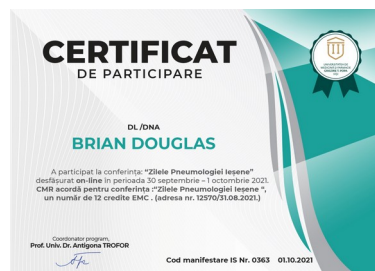 CERTIFICAT
DE PARTICIPARE
DL /DNA
BRIAN DOUGLAS
A participat la conferința: “Zilele Pneumologiei Ieșene”
desfășurat on-line în perioada 30 septembrie – 1 octombrie 2021.
CMR acordă pentru conferința :“Zilele Pneumologiei Ieșene ”,
un număr de 12 credite EMC . (adresa nr. 12570/31.08.2021.)
Coordonator program,
Prof. Univ. Dr. Antigona TROFOR
Cod manifestare IS Nr. 0363 01.10.2021